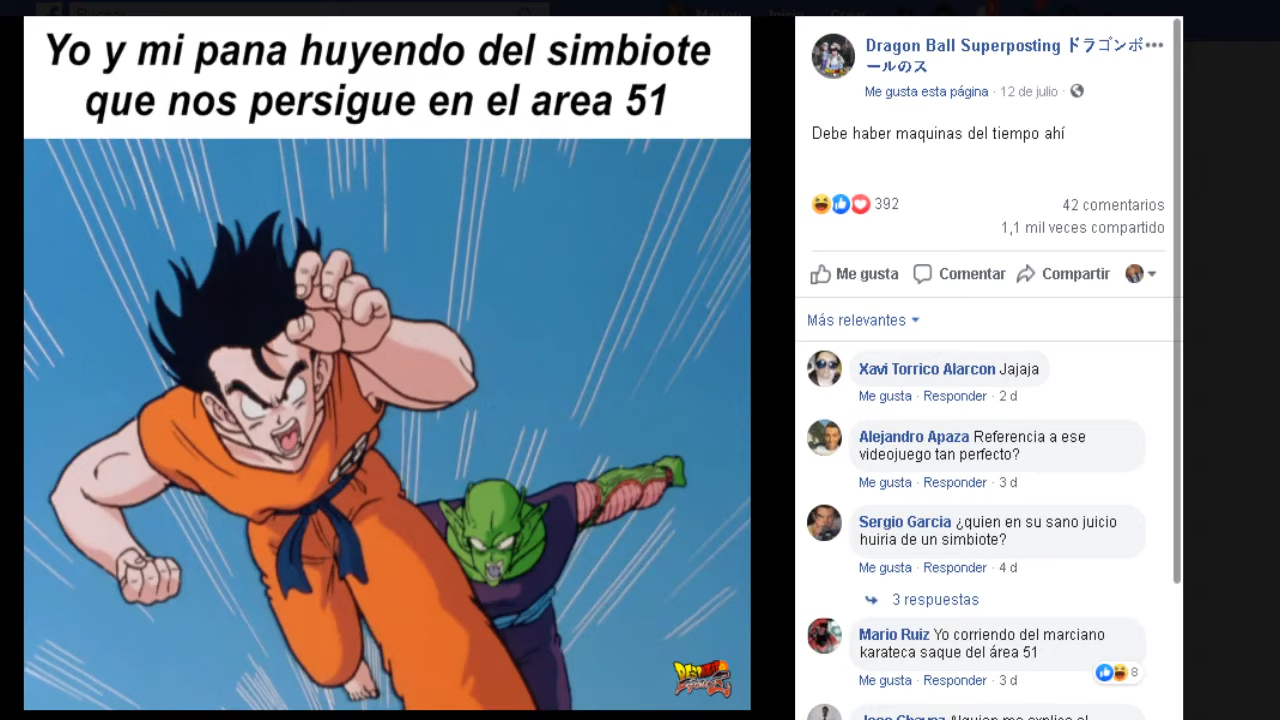 Yo y mi pana huyendo del simbiote
que nos persigue en el area 51
Dragon Ball Superposting ドラゴンボ
ールのス
Me gusta esta página · 12 de julio ·
Debe haber maquinas del tiempo ahí
392
42 comentarios
1,1 mil veces compartido
Me gusta
Comentar
Compartir
Más relevantes
Xavi Torrico Alarcon Jajaja
Me gusta · Responder · 2 d
Alejandro Apaza Referencia a ese
videojuego tan perfecto?
Me gusta · Responder · 3 d
Sergio Garcia ¿quien en su sano juicio
huiria de un simbiote?
Me gusta · Responder · 4 d
3 respuestas
Mario Ruiz Yo corriendo del marciano
karateca saque del área 51
8
Me gusta · Responder · 3 d